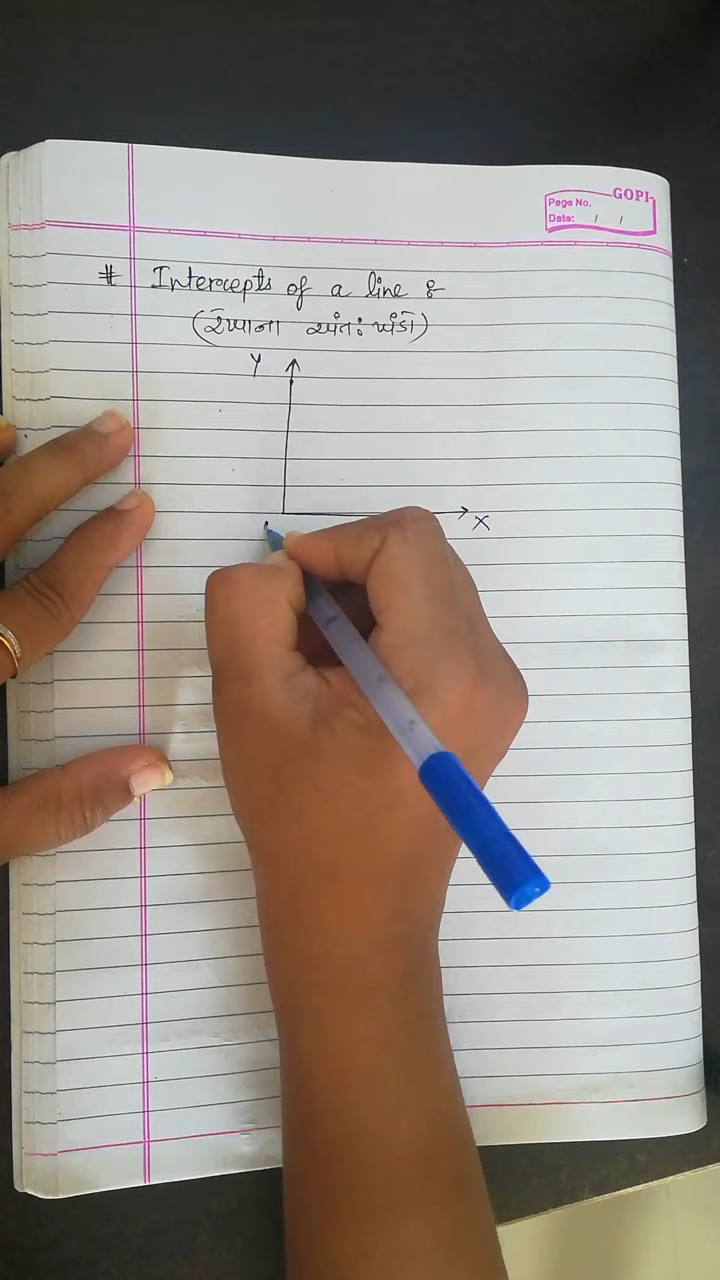 GOPI
Page No.
Date: / /
# Intercepts of a line :
(રેખાના અંતઃખંડો)
Y
X